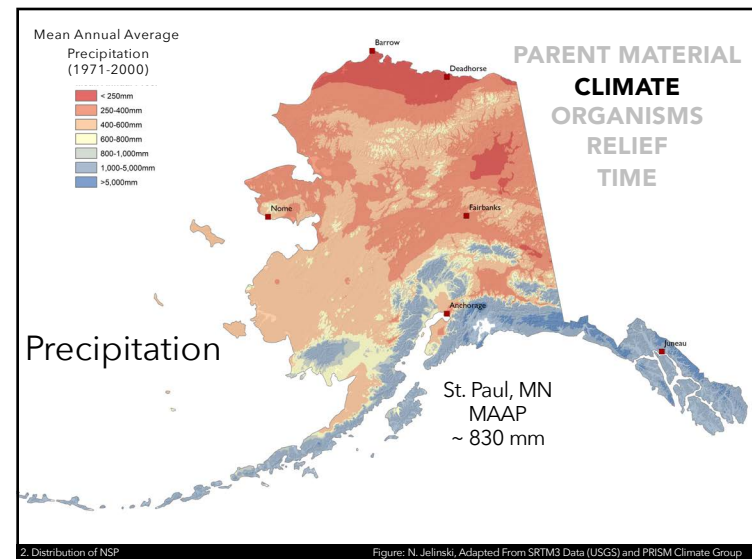 Mean Annual Average
Precipitation
(1971-2000)
< 250mm
250-400mm
400-600mm
600-800mm
800-1,000mm
1,000-5,000mm
>5,000mm
Barrow
Deadhorse
PARENT MATERIAL
CLIMATE
ORGANISMS
RELIEF
TIME
Nome
Fairbanks
Anchorage
Juneau
Precipitation
St. Paul, MN
MAAP
~ 830 mm
2. Distribution of NSP
Figure: N. Jelinski, Adapted From SRTM3 Data (USGS) and PRISM Climate Group